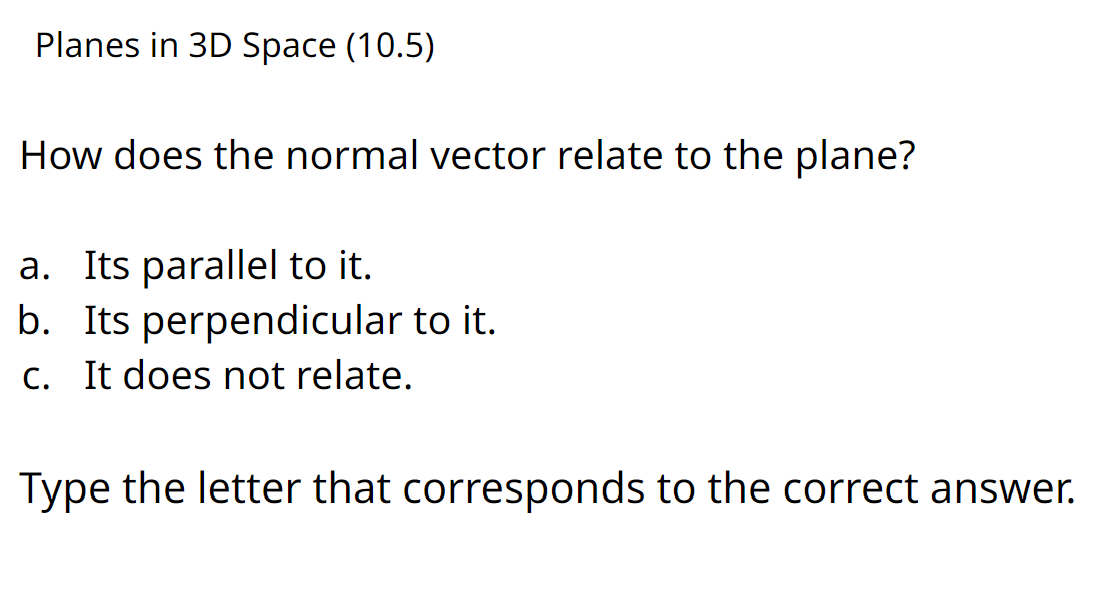 Planes in 3D Space (10.5)
How does the normal vector relate to the plane?
a. Its parallel to it.
b. Its perpendicular to it.
c. It does not relate.
Type the letter that corresponds to the correct answer.